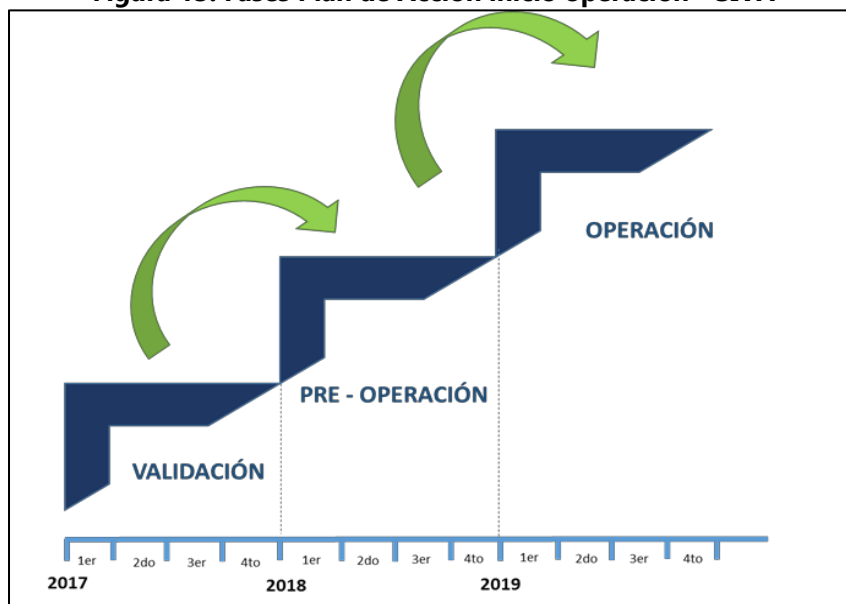 OPERACIÓN
PRE - OPERACIÓN
VALIDACIÓN
1er 2do 3er 4to 1er 2do 3er 4to 1er 2do 3er 4to
2017 2018 2019